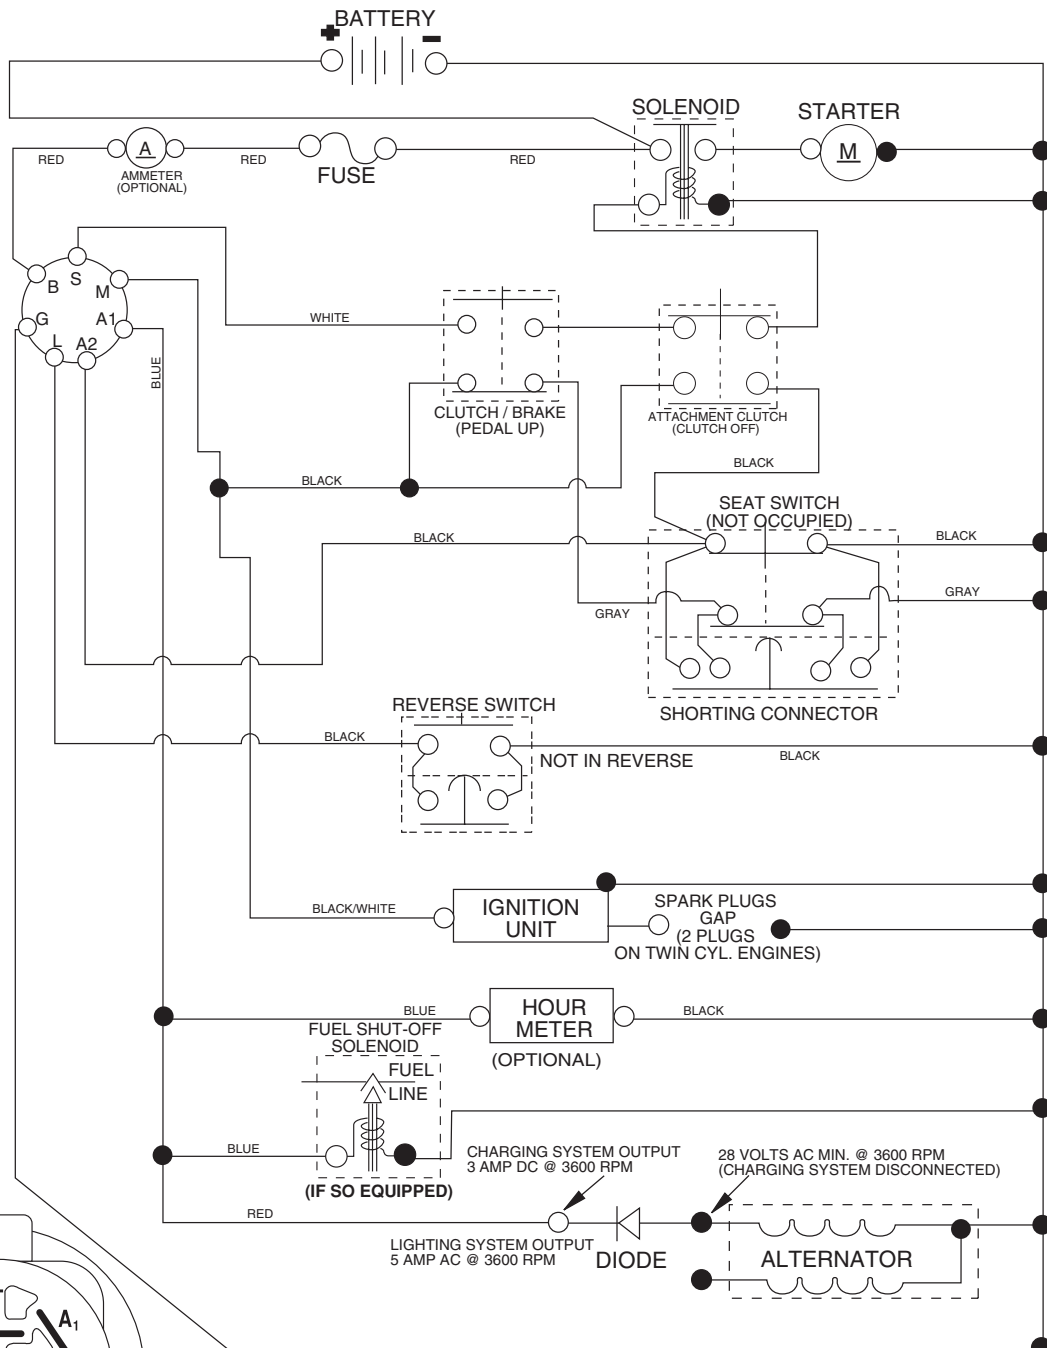 BATTERY
SOLENOID
STARTER
M
RED
A
AMMETER
(OPTIONAL)
RED
FUSE
RED
S
B
M
G
A1
L
A2
BLUE
WHITE
CLUTCH / BRAKE
(PEDAL UP)
ATTACHMENT CLUTCH
(CLUTCH OFF)
BLACK
BLACK
SEAT SWITCH
(NOT OCCUPIED)
BLACK
BLACK
GRAY
GRAY
SHORTING CONNECTOR
REVERSE SWITCH
BLACK
NOT IN REVERSE
BLACK
BLACK/WHITE
IGNITION
UNIT
SPARK PLUGS
GAP
(2 PLUGS
ON TWIN CYL. ENGINES)
BLUE
HOUR
METER
(OPTIONAL)
BLACK
FUEL SHUT-OFF
SOLENOID
FUEL
LINE
BLUE
(IF SO EQUIPPED)
CHARGING SYSTEM OUTPUT
3 AMP DC @ 3600 RPM
28 VOLTS AC MIN. @ 3600 RPM
(CHARGING SYSTEM DISCONNECTED)
RED
LIGHTING SYSTEM OUTPUT
5 AMP AC @ 3600 RPM
DIODE
ALTERNATOR
A1